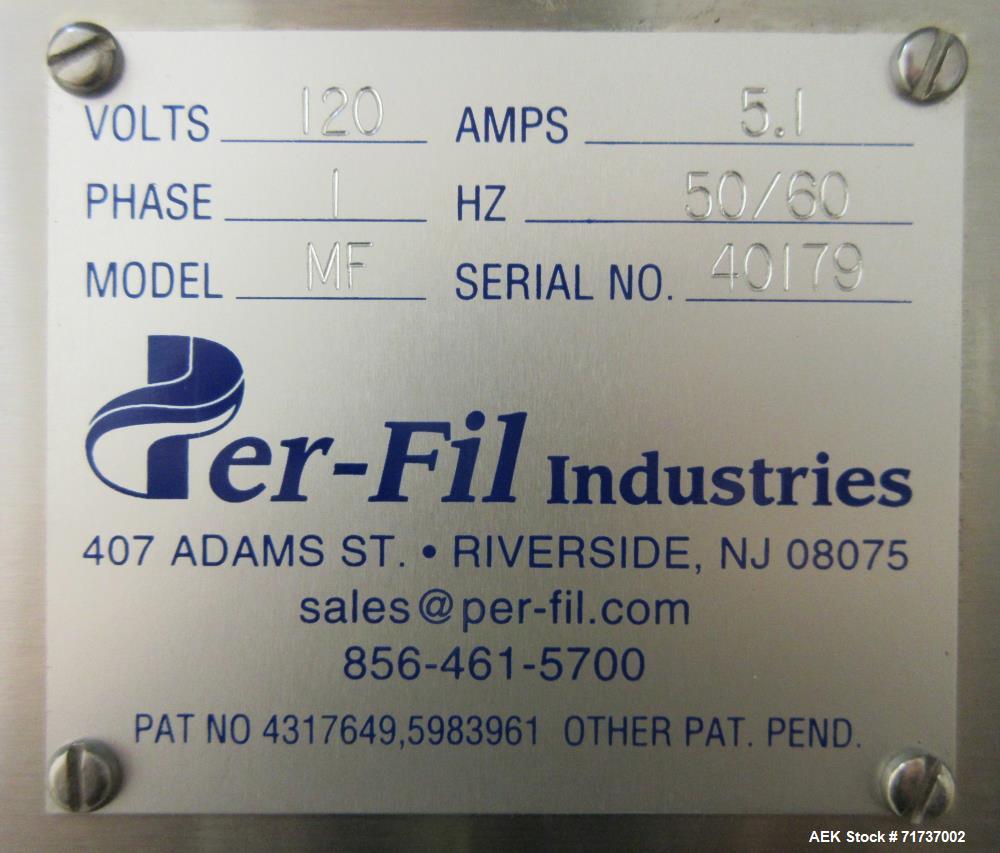 VOLTS 120 AMPS 5.1
PHASE 1 HZ 50/60
MODEL MF SERIAL NO. 40179
Per-Fil Industries
407 ADAMS ST. • RIVERSIDE, NJ 08075
sales@per-fil.com
856-461-5700
PAT NO 4317649,5983961 OTHER PAT. PEND.
AEK Stock # 71737002